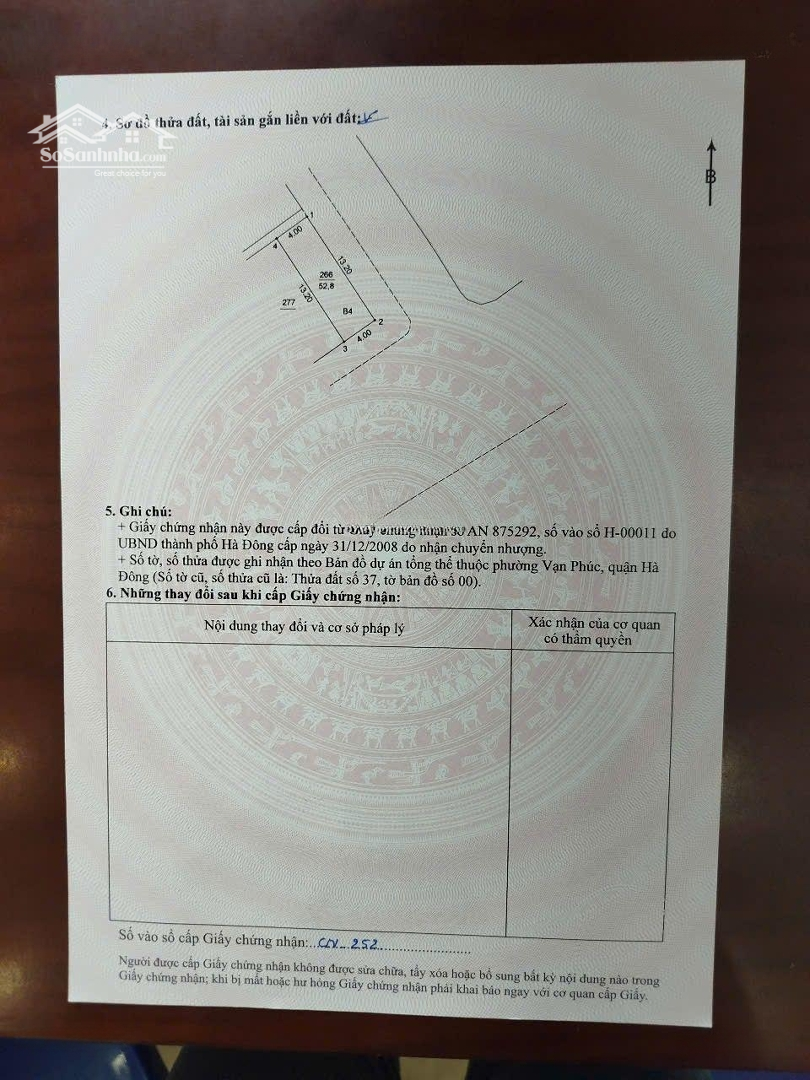 4. Sơ đồ thửa đất, tài sản gắn liền với đất:
SoSanhnha.com
Great choice for you
B
1
4.00
4
13.20
266
52,8
13.20
277
B4
2
4.00
3
5. Ghi chú:
+ Giấy chứng nhận này được cấp đổi từ Giấy chứng nhận số AN 875292, số vào sổ H-00011 do
UBND thành phố Hà Đông cấp ngày 31/12/2008 do nhận chuyển nhượng.
+ Số tờ, số thửa được ghi nhận theo Bản đồ dự án tổng thể thuộc phường Vạn Phúc, quận Hà
Đông (Số tờ cũ, số thửa cũ là: Thửa đất số 37, tờ bản đồ số 00).
6. Những thay đổi sau khi cấp Giấy chứng nhận:
Nội dung thay đổi và cơ sở pháp lý
Xác nhận của cơ quan
có thẩm quyền
Số vào sổ cấp Giấy chứng nhận:... 252
Người được cấp Giấy chứng nhận không được sửa chữa, tẩy xóa hoặc bổ sung bất kỳ nội dung nào trong
Giấy chứng nhận; khi bị mất hoặc hư hỏng Giấy chứng nhận phải khai báo ngay với cơ quan cấp Giấy.